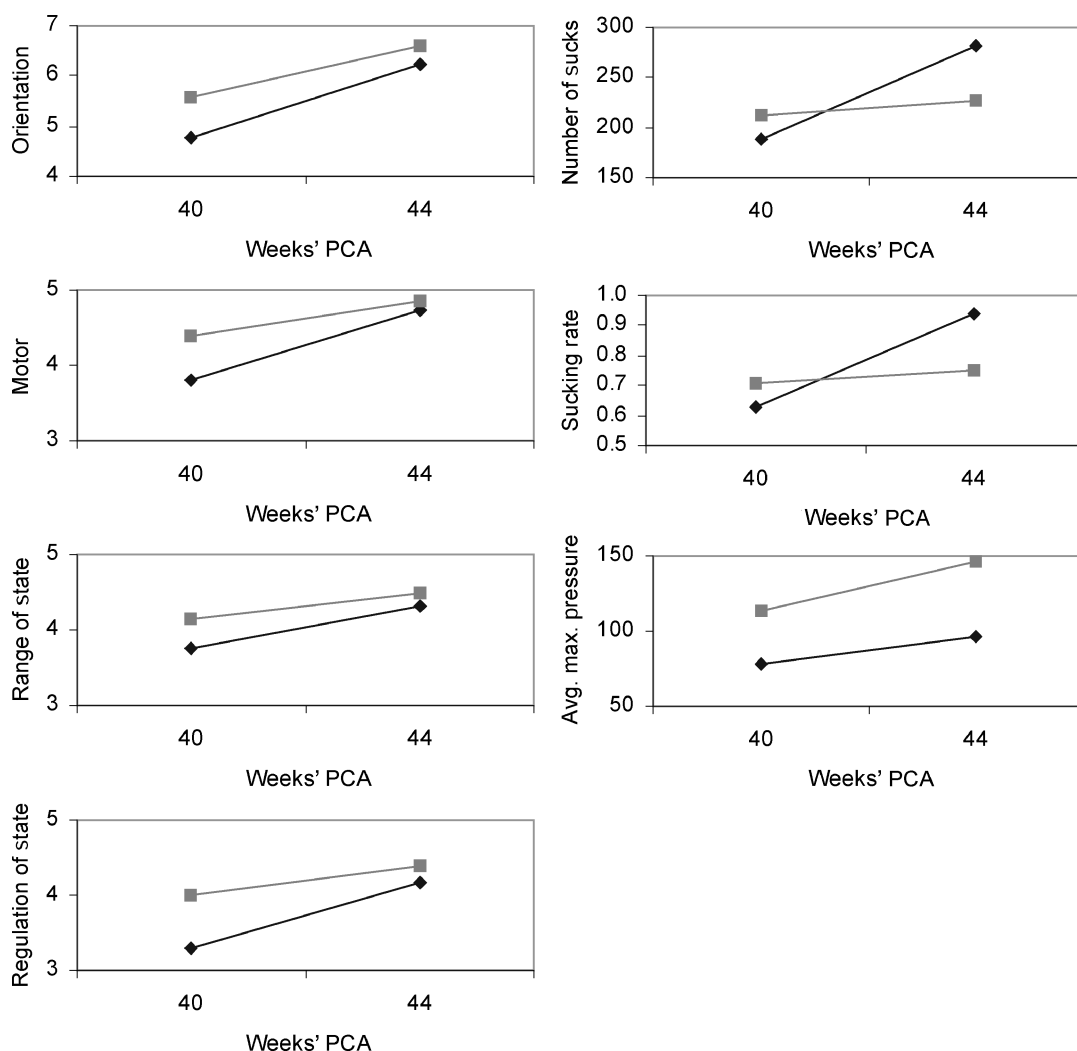 Orientation
7
6
5
4
40 44
Weeks' PCA
Number of sucks
300
250
200
150
40 44
Weeks' PCA
Motor
5
4
3
40 44
Weeks' PCA
Sucking rate
1.0
0.9
0.8
0.7
0.6
0.5
40 44
Weeks' PCA
Range of state
5
4
3
40 44
Weeks' PCA
Avg. max. pressure
150
100
50
40 44
Weeks' PCA
Regulation of state
5
4
3
40 44
Weeks' PCA